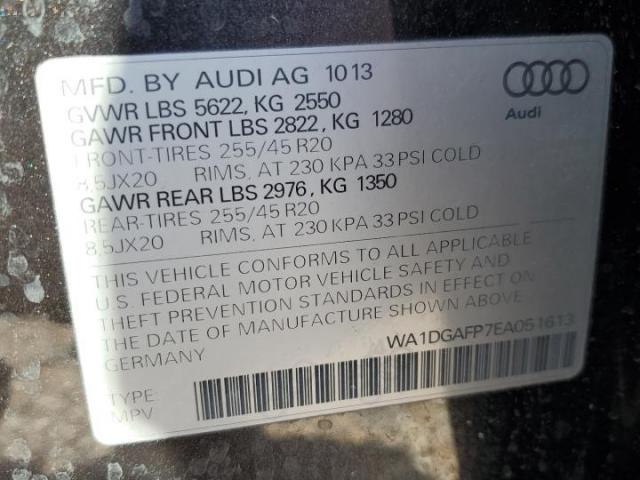 MFD. BY AUDI AG 1013
GVWR LBS 5622, KG 2550
GAWR FRONT LBS 2822, KG 1280
FRONT-TIRES 255/45 R20
8,5JX20 RIMS, AT 230 KPA 33 PSI COLD
GAWR REAR LBS 2976, KG 1350
REAR-TIRES 255/45 R20
8,5JX20 RIMS, AT 230 KPA 33 PSI COLD
Audi
THIS VEHICLE CONFORMS TO ALL APPLICABLE
U.S. FEDERAL MOTOR VEHICLE SAFETY AND
THEFT PREVENTION STANDARDS IN EFFECT ON
THE DATE OF MANUFACTURE SHOWN ABOVE
GERMANY
WA1DGAFP7EA051613
TYPE:
MPV